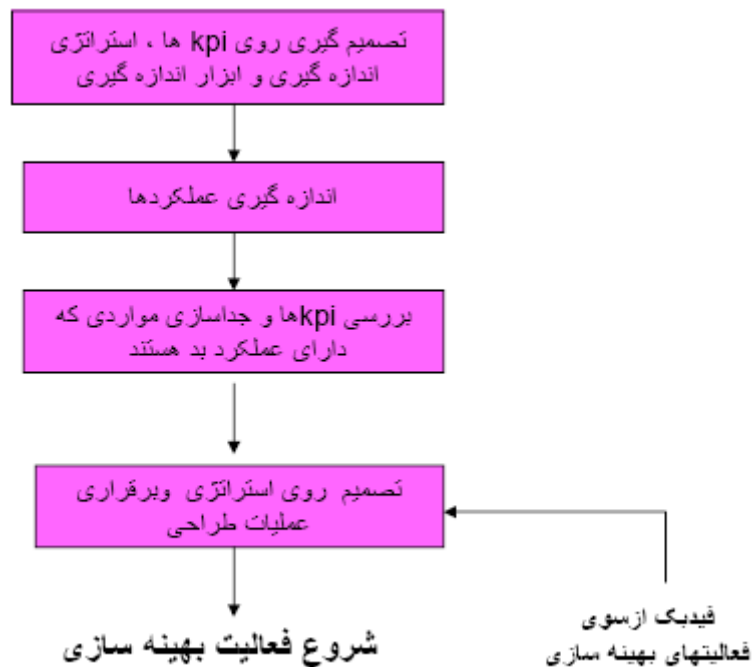 تصمیم گیری روی kpi ها ، استراتژی
اندازه گیری و ابزار اندازه گیری
اندازه گیری عملکردها
بررسی kpiها و جداسازی مواردی که
دارای عملکرد بد هستند
تصمیم روی استراتژی وبرقراری
عملیات طراحی
شروع فعالیت بهینه سازی
فیدبک ازسوی
فعالیتهای بهینه سازی